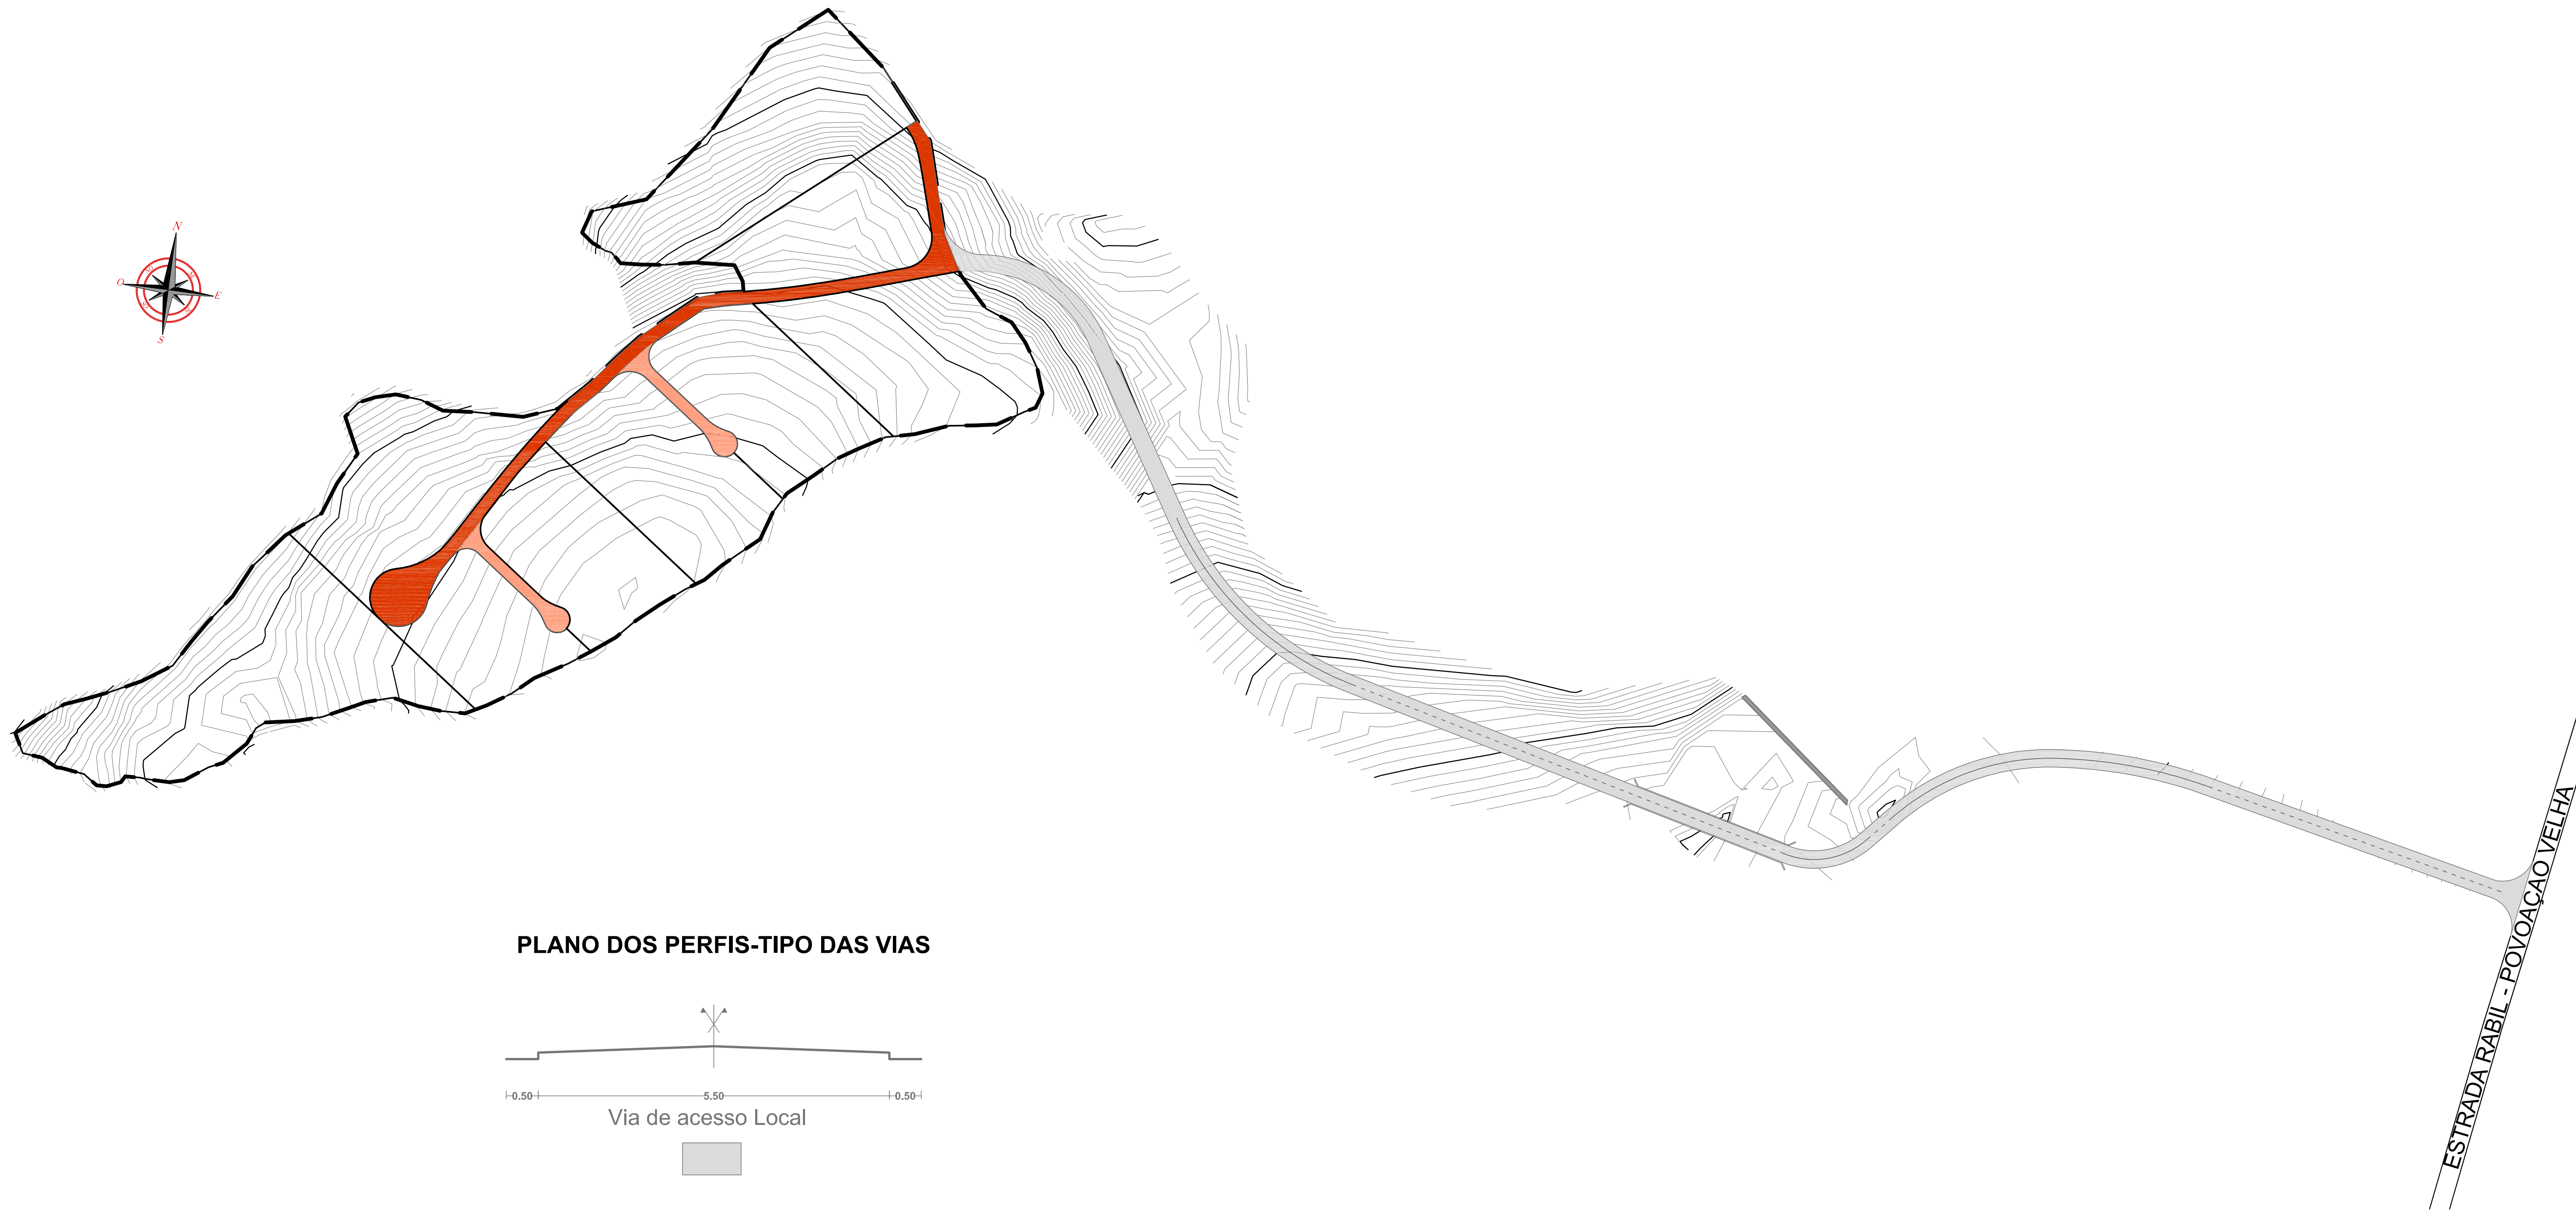 N
O
E
S
PLANO DOS PERFIS-TIPO DAS VIAS
0.50
5.50
0.50
Via de acesso Local
ESTRADA RABIL - POVOAÇAO VELHA